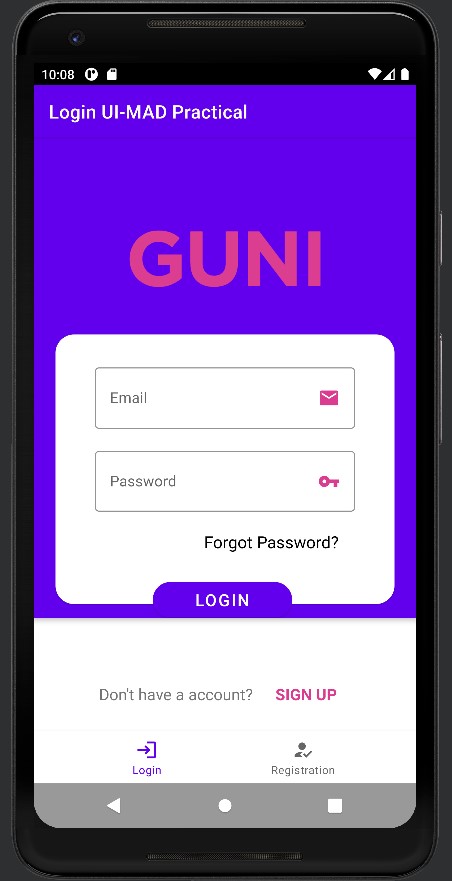 10:08
Login UI-MAD Practical
GUNI
Email
Password
Forgot Password?
LOGIN
Don't have a account? SIGN UP
Login Registration